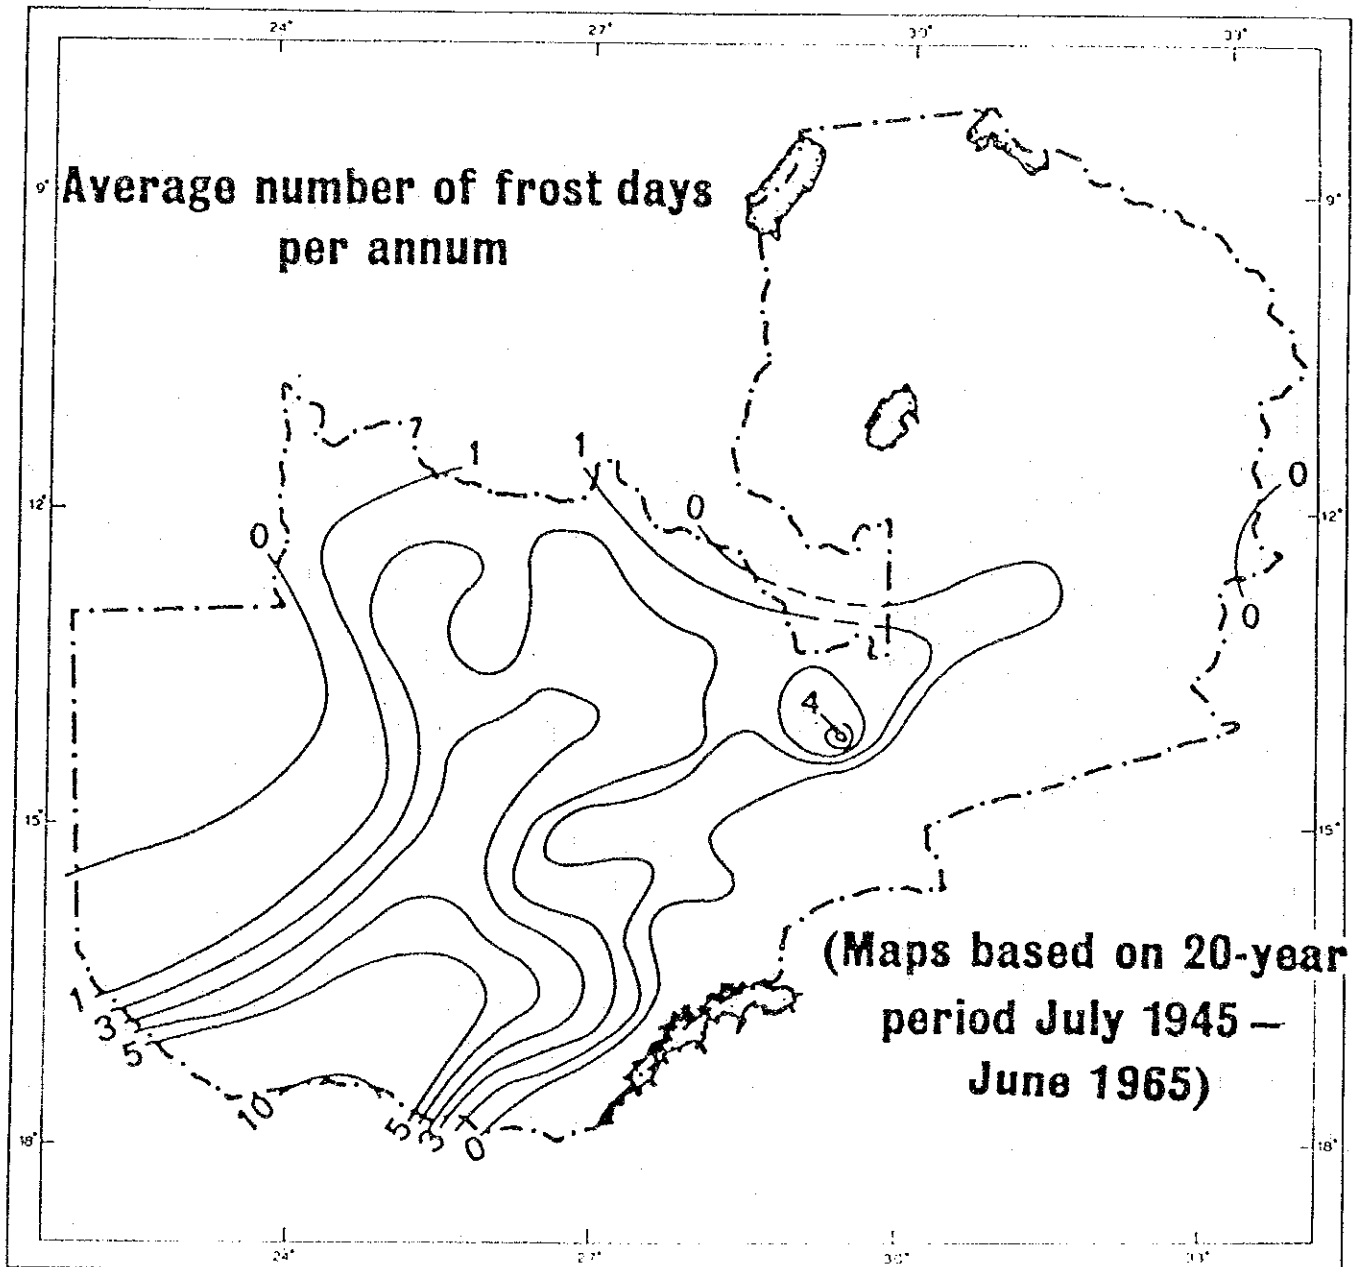 24° 27° 30° 33°
Average number of frost days
per annum
9° 9°
1 1
0 0 0
12° 12°
0
4
15° 15°
(Maps based on 20-year
period July 1945 –
June 1965)
1
3
5
10 5 3 0
18° 18°
24° 27° 30° 33°